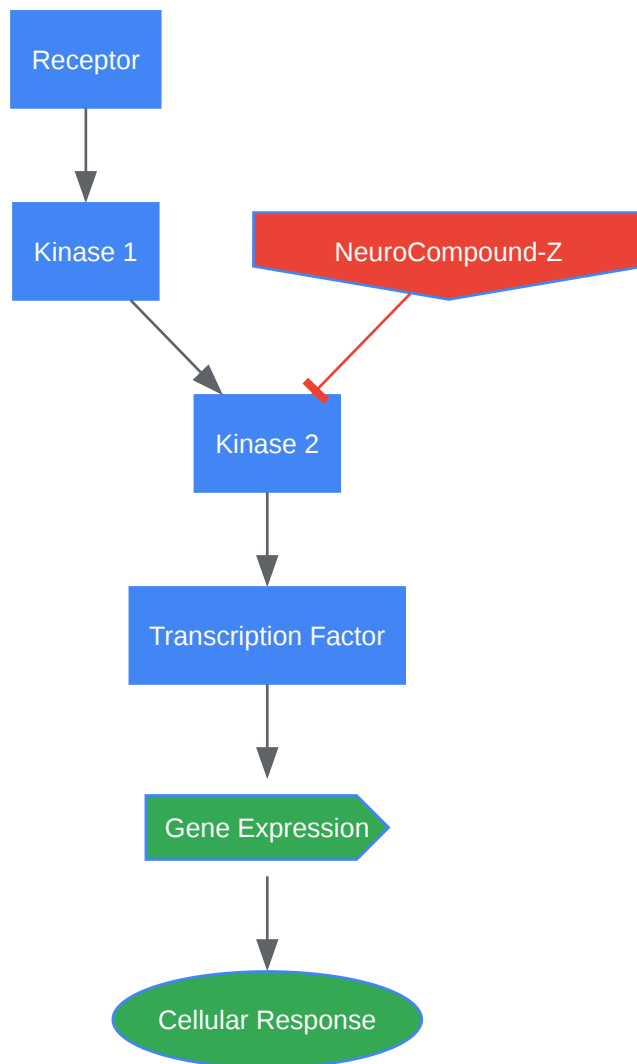 Receptor
Kinase 1
NeuroCompound-Z
Kinase 2
Transcription Factor
Gene Expression
Cellular Response